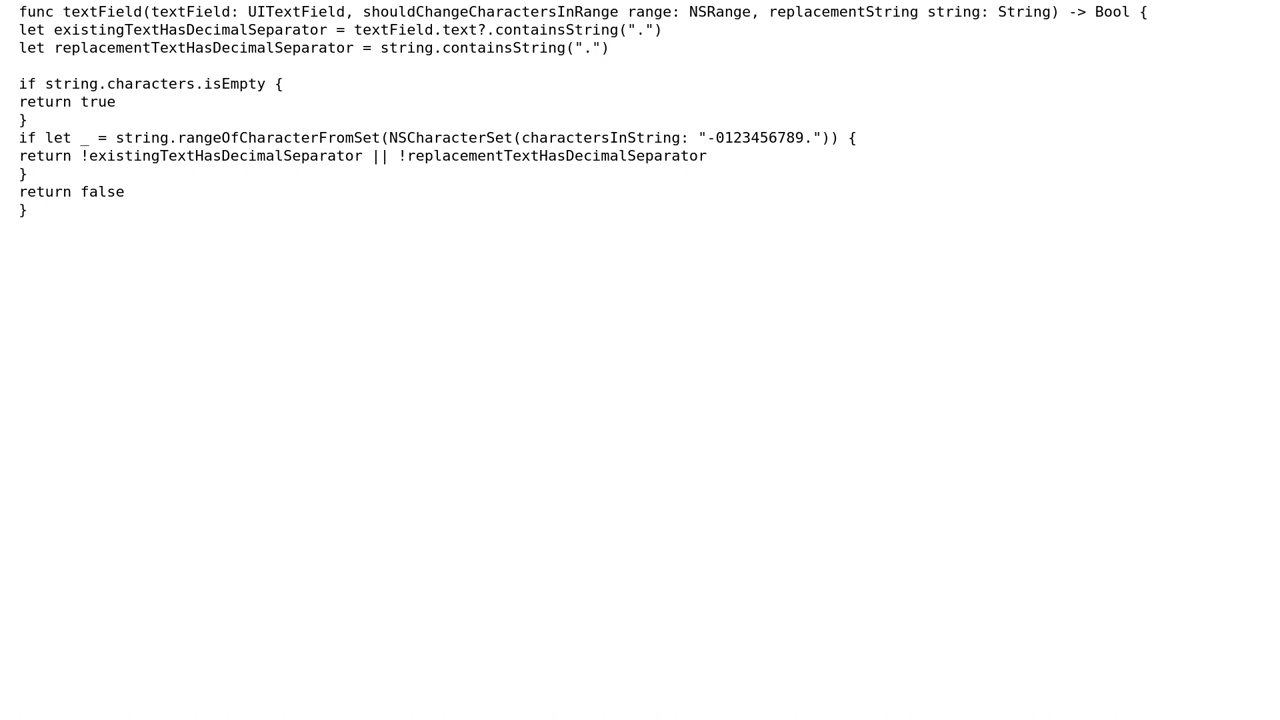 func textField(textField: UITextField, shouldChangeCharactersInRange range: NSRange, replacementString string: String) -> Bool {
let existingTextHasDecimalSeparator = textField.text?.containsString(".")
let replacementTextHasDecimalSeparator = string.containsString(".")

if string.characters.isEmpty {
return true
}
if let _ = string.rangeOfCharacterFromSet(NSCharacterSet(charactersInString: "-0123456789.")) {
return !existingTextHasDecimalSeparator || !replacementTextHasDecimalSeparator
}
return false
}